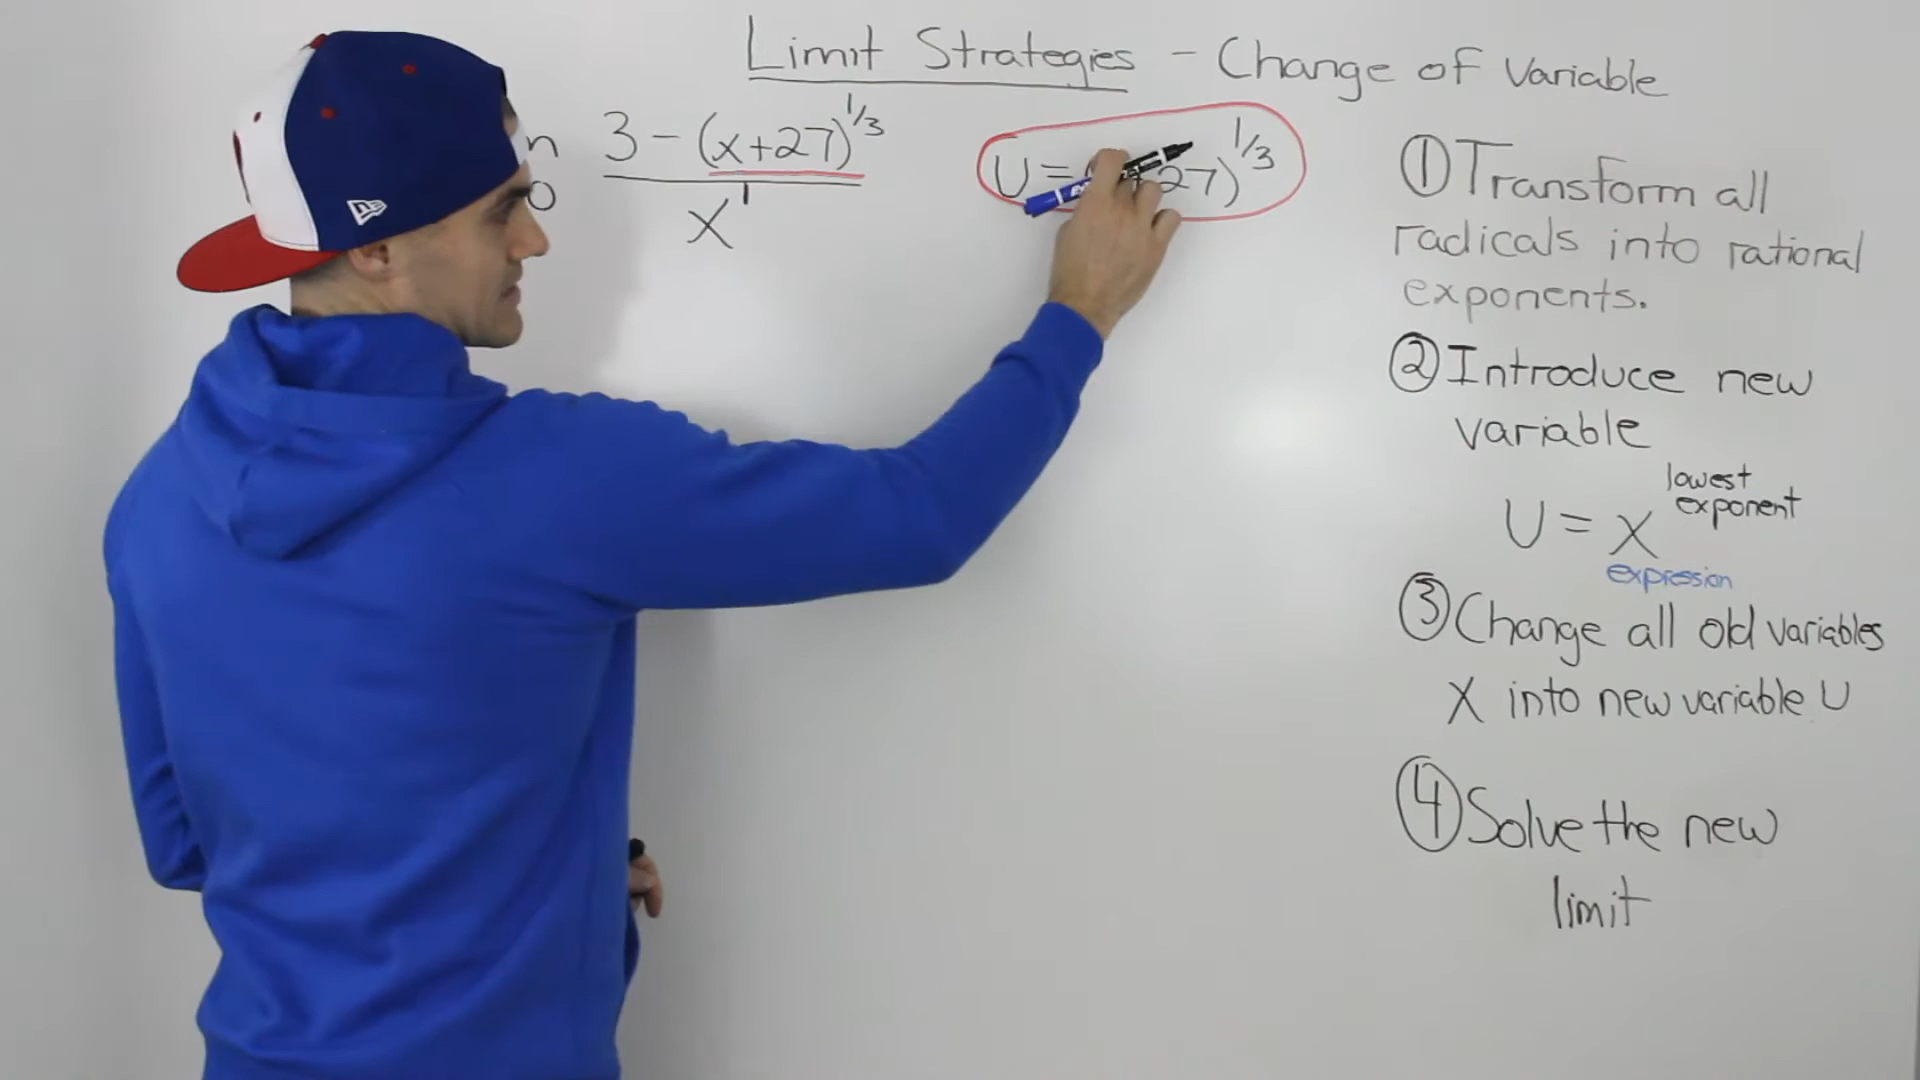 Limit Strategies - Change of Variable
3 - (x+27)^1/3
x^1
0
U = 27)^1/3
① Transform all
radicals into rational
exponents.
② Introduce new
variable
lowest
exponent
U = x
expression
③ Change all old variables
X into new variable U
④ Solve the new
limit